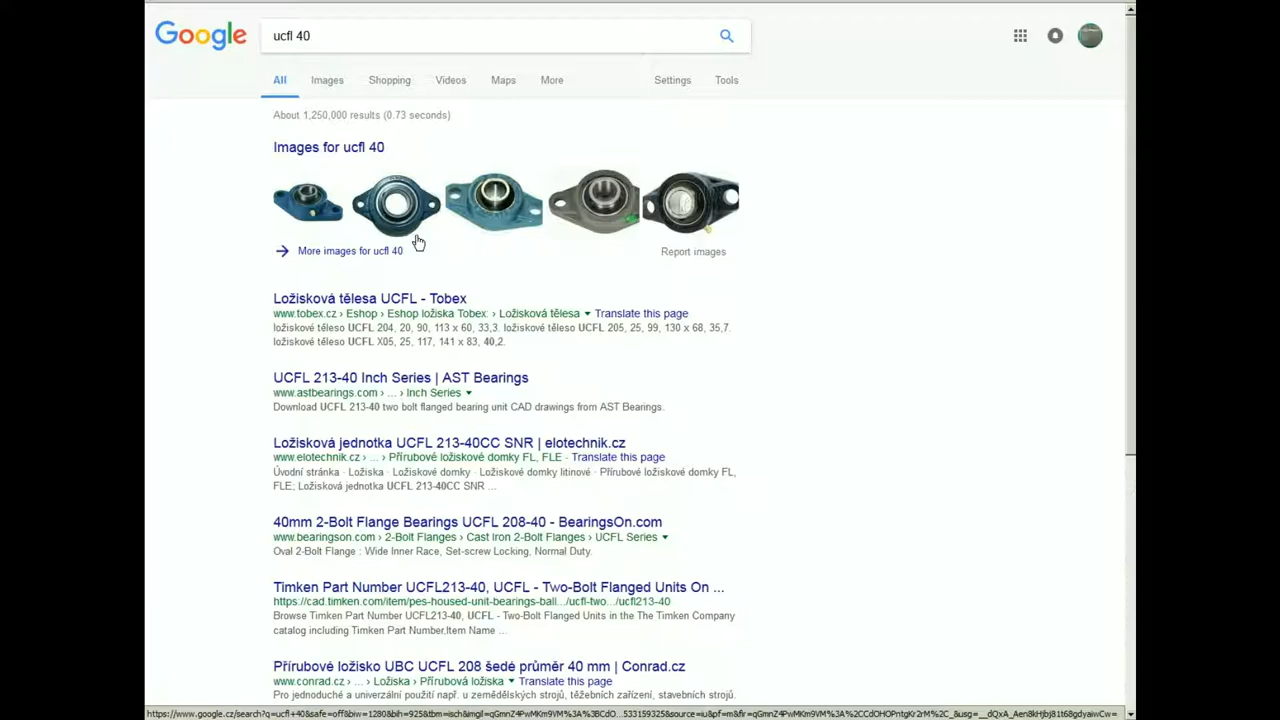 Google
ucfl 40
All Images Shopping Videos Maps More Settings Tools
About 1,250,000 results (0.73 seconds)
Images for ucfl 40
More images for ucfl 40
Report images
Ložisková tělesa UCFL - Tobex
www.tobex.cz › Eshop › Eshop ložiska Tobex: › Ložisková tělesa ▼ Translate this page
ložiskové těleso UCFL 204, 20, 90, 113 x 60, 33,3. ložiskové těleso UCFL 205, 25, 99, 130 x 68, 35,7.
ložiskové těleso UCFL X05, 25, 117, 141 x 83, 40,2.
UCFL 213-40 Inch Series | AST Bearings
www.astbearings.com › ... › Inch Series ▼
Download UCFL 213-40 two bolt flanged bearing unit CAD drawings from AST Bearings.
Ložisková jednotka UCFL 213-40CC SNR | elotechnik.cz
www.elotechnik.cz › ... › Přírubové ložiskové domky FL, FLE - Translate this page
Úvodní stránka · Ložiska · Ložiskové domky · Ložiskové domky litinové · Přírubové ložiskové domky FL,
FLE; Ložisková jednotka UCFL 213-40CC SNR ...
40mm 2-Bolt Flange Bearings UCFL 208-40 - BearingsOn.com
www.bearingson.com › 2-Bolt Flanges › Cast Iron 2-Bolt Flanges › UCFL Series ▼
Oval 2-Bolt Flange : Wide Inner Race, Set-screw Locking, Normal Duty.
Timken Part Number UCFL213-40, UCFL - Two-Bolt Flanged Units On ...
https://cad.timken.com/item/pes-housed-unit-bearings-ball.../ucfl-two.../ucfl213-40
Browse Timken Part Number UCFL213-40, UCFL - Two-Bolt Flanged Units in the The Timken Company
catalog including Timken Part Number,Item Name ...
Přírubové ložisko UBC UCFL 208 šedé průměr 40 mm | Conrad.cz
www.conrad.cz › ... › Ložiska › Přírubová ložiska ▼ Translate this page
Pro jednoduché a univerzální použití např. u zemědělských strojů, těžebních zařízení, stavebních strojů.